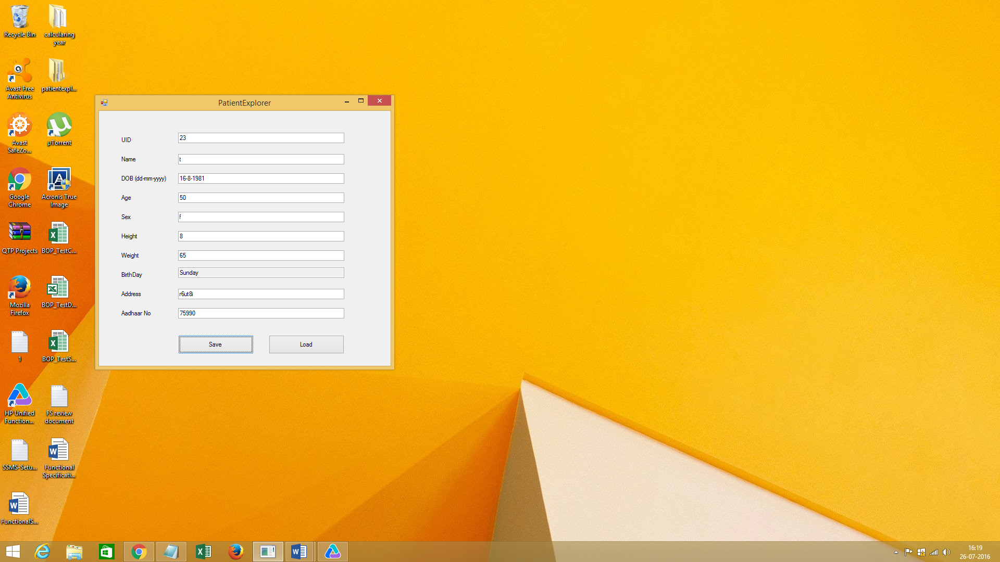 Recycle Bin
calcularing
year
Avast Free
Antivirus
patientexpl...
Avast
SafeZo...
µTorrent
Google
Chrome
Acronis True
Image
QTP Projects
BOP_TestC...
Mozilla
Firefox
BOP_TestD...
1
BOP_TestS...
HP Unified
Function...
FS review
document
SSMS-Setu...
Functional
Specificati...
FunctionalS...
PatientExplorer
UID
23
Name
t
DOB (dd-mm-yyyy)
16-8-1981
Age
50
Sex
f
Height
8
Weight
65
BirthDay
Sunday
Address
r6ut8i
Aadhaar No
75990
Save
Load
16:19
26-07-2016